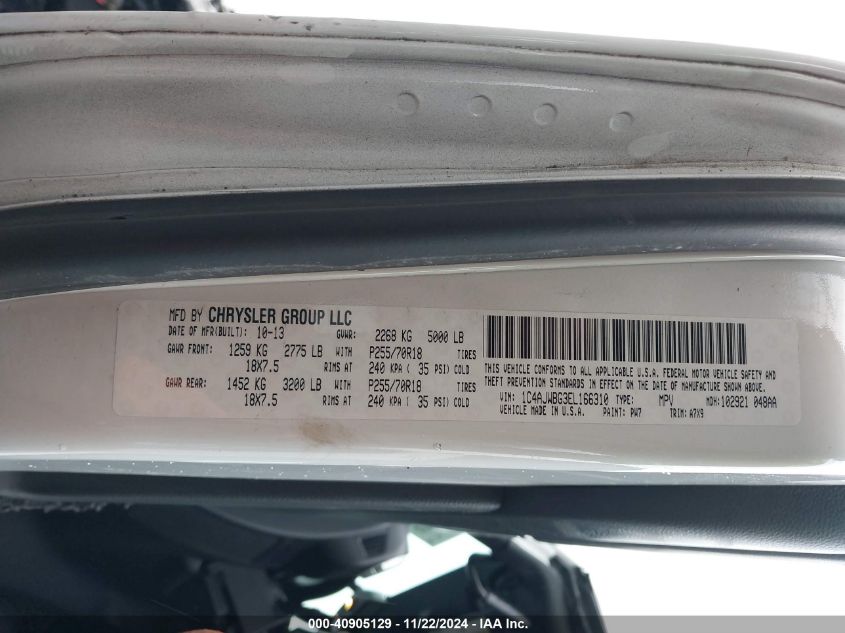 MFD BY CHRYSLER GROUP LLC
DATE OF MFR(BUILT): 10-13 GVWR: 2268 KG 5000 LB
GAWR FRONT: 1259 KG 2775 LB WITH P255/70R18 TIRES
18X7.5 RIMS AT 240 KPA ( 35 PSI) COLD
GAWR REAR: 1452 KG 3200 LB WITH P255/70R18 TIRES
18X7.5 RIMS AT 240 KPA ( 35 PSI) COLD
THIS VEHICLE CONFORMS TO ALL APPLICABLE U.S.A. FEDERAL MOTOR VEHICLE SAFETY AND
THEFT PREVENTION STANDARDS IN EFFECT ON THE DATE OF MANUFACTURE SHOWN ABOVE.
VIN: 1C4AJWBG3EL166310 TYPE: MPV MDH: 102921 048AA
VEHICLE MADE IN U.S.A. PAINT: PW7 TRIM: A7X9
000-40905129 - 11/22/2024 - IAA Inc.